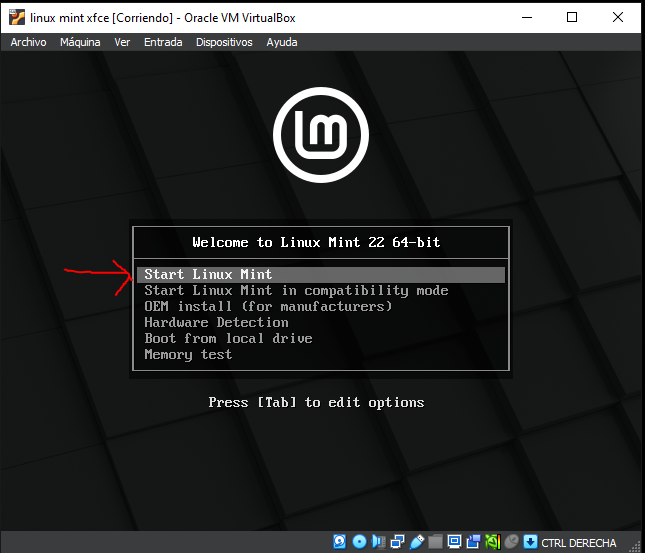 linux mint xfce [Corriendo] - Oracle VM VirtualBox
Archivo Máquina Ver Entrada Dispositivos Ayuda
lm
Welcome to Linux Mint 22 64-bit
Start Linux Mint
Start Linux Mint in compatibility mode
OEM install (for manufacturers)
Hardware Detection
Boot from local drive
Memory test
Press [Tab] to edit options
CTRL DERECHA